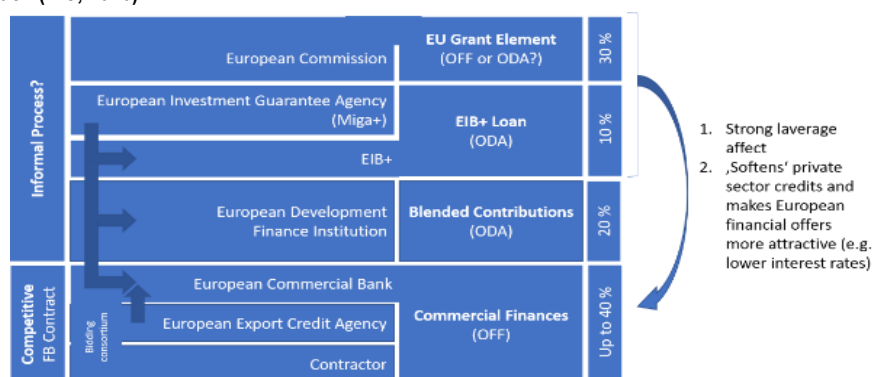 Informal Process?
European Commission
EU Grant Element
(OFF or ODA?)
30 %
European Investment Guarantee Agency
(Miga+)
EIB+
EIB+ Loan
(ODA)
10 %
European Development
Finance Institution
Blended Contributions
(ODA)
20 %
Competitive
FB Contract
Bidding
consortium
European Commercial Bank
European Export Credit Agency
Contractor
Commercial Finances
(OFF)
Up to 40 %
1. Strong laverage
affect
2. ‚Softens‘ private
sector credits and
makes European
financial offers
more attractive (e.g.
lower interest rates)